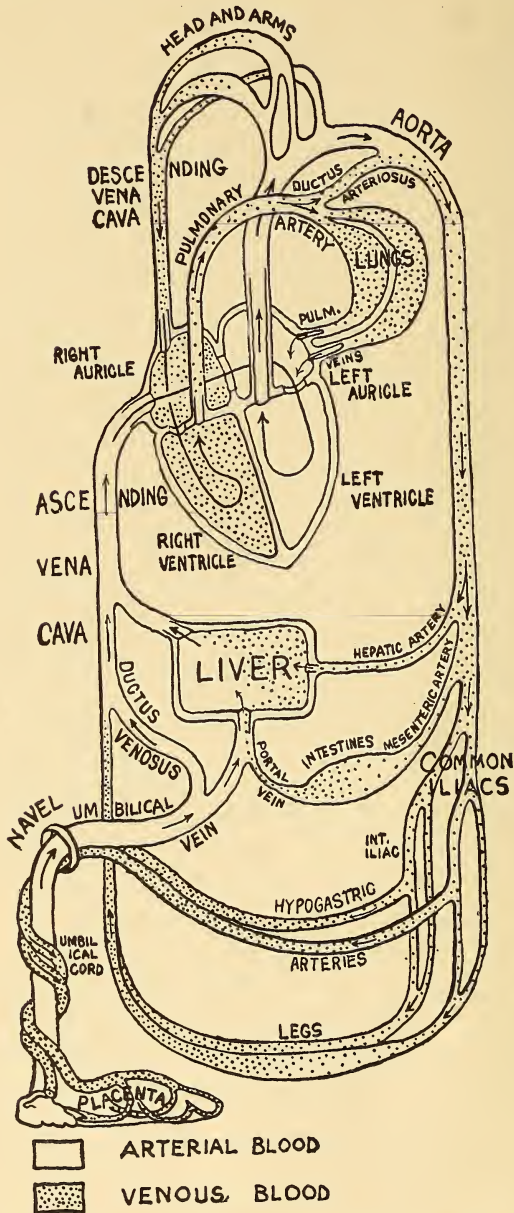 HEAD AND ARMS
AORTA
DESCE NDING
VENA
CAVA
DUCTUS
ARTERIOSUS
PULMONARY
ARTERY
LUNGS
PULM.
VEINS
RIGHT
AURICLE
LEFT
AURICLE
LEFT
VENTRICLE
ASCE NDING
RIGHT
VENTRICLE
VENA
CAVA
HEPATIC ARTERY
LIVER
DUCTUS
VENOSUS
PORTAL
VEIN
INTESTINES
MESENTERIC ARTERY
COMMON
ILIACS
NAVEL
UMBILICAL
VEIN
INT.
ILIAC
HYPOGASTRIC
ARTERIES
UMBIL
ICAL
CORD
LEGS
PLACENTA
ARTERIAL BLOOD
VENOUS BLOOD